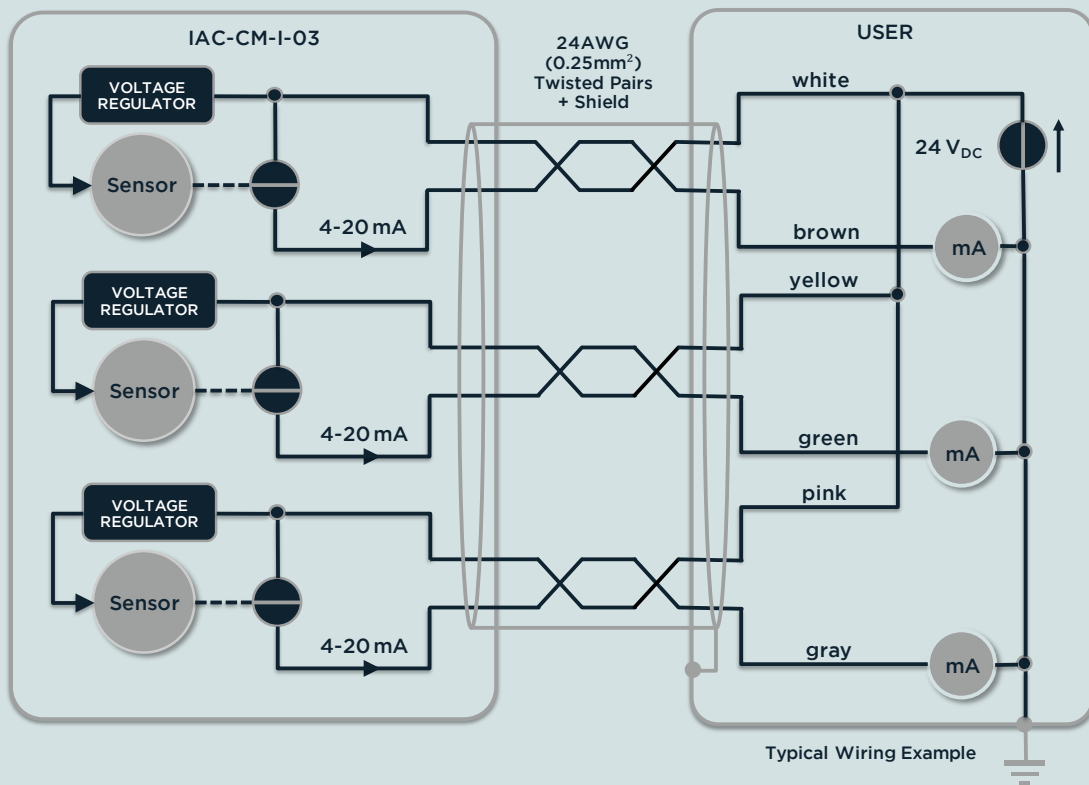 IAC-CM-I-03
VOLTAGE
REGULATOR
Sensor
4-20 mA
VOLTAGE
REGULATOR
Sensor
4-20 mA
VOLTAGE
REGULATOR
Sensor
4-20 mA
24AWG
(0.25mm²)
Twisted Pairs
+ Shield
USER
white
24 VDC
brown
mA
yellow
green
mA
pink
gray
mA
Typical Wiring Example